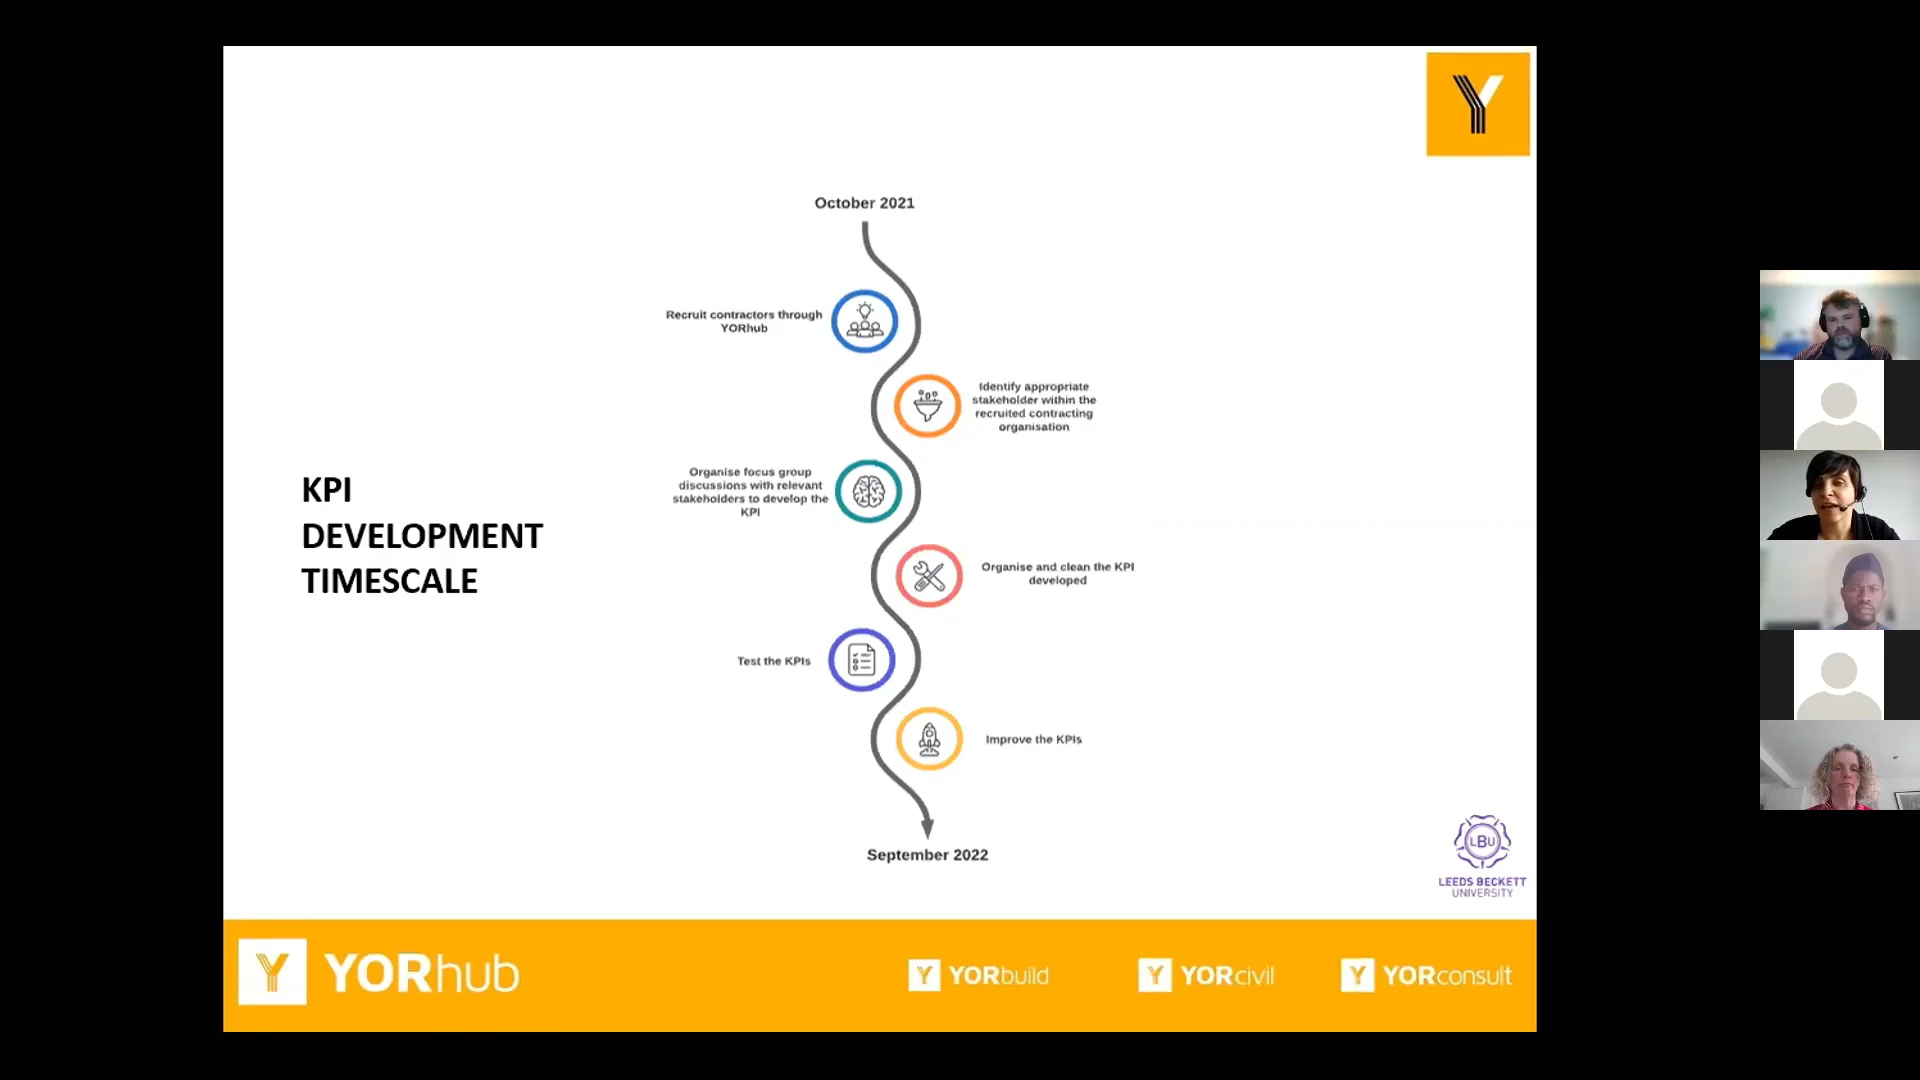 October 2021
Recruit contractors through
YORhub
Identify appropriate
stakeholder within the
recruited contracting
organisation
KPI
DEVELOPMENT
TIMESCALE
Organise focus group
discussions with relevant
stakeholders to develop the
KPI
Organise and clean the KPI
developed
Test the KPIs
Improve the KPIs
September 2022
LBU
LEEDS BECKETT
UNIVERSITY
Y YORhub
Y YORbuild
Y YORcivil
Y YORconsult